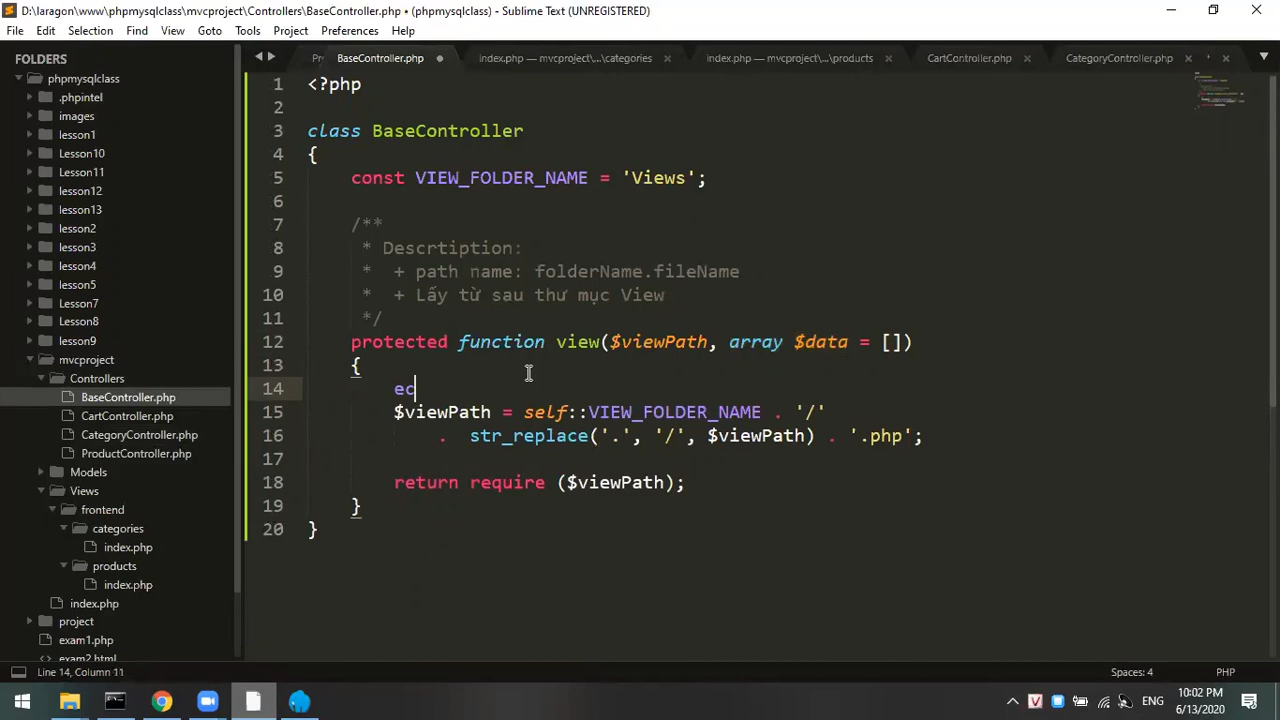 D:\laragon\www\phpmysqlclass\mvcproject\Controllers\BaseController.php • (phpmysqlclass) - Sublime Text (UNREGISTERED)
File Edit Selection Find View Goto Tools Project Preferences Help
FOLDERS
phpmysqlclass
.phpintel
images
lesson1
Lesson10
Lesson11
lesson12
lesson13
lesson2
lesson3
lesson4
lesson5
Lesson7
Lesson8
lesson9
mvcproject
Controllers
BaseController.php
CartController.php
CategoryController.php
ProductController.php
Models
Views
frontend
categories
index.php
products
index.php
index.php
project
exam1.php
exam2.html
BaseController.php
index.php — mvcproject\...\categories
index.php — mvcproject\...\products
CartController.php
CategoryController.php
1 <?php
2
3 class BaseController
4 {
5 const VIEW_FOLDER_NAME = 'Views';
6
7 /**
8 * Descrtiption:
9 * + path name: folderName.fileName
10 * + Lấy từ sau thư mục View
11 */
12 protected function view($viewPath, array $data = [])
13 {
14 ec
15 $viewPath = self::VIEW_FOLDER_NAME . '/'
16 . str_replace('.', '/', $viewPath) . '.php';
17
18 return require ($viewPath);
19 }
20 }
Line 14, Column 11
Spaces: 4
PHP
ENG
10:02 PM
6/13/2020